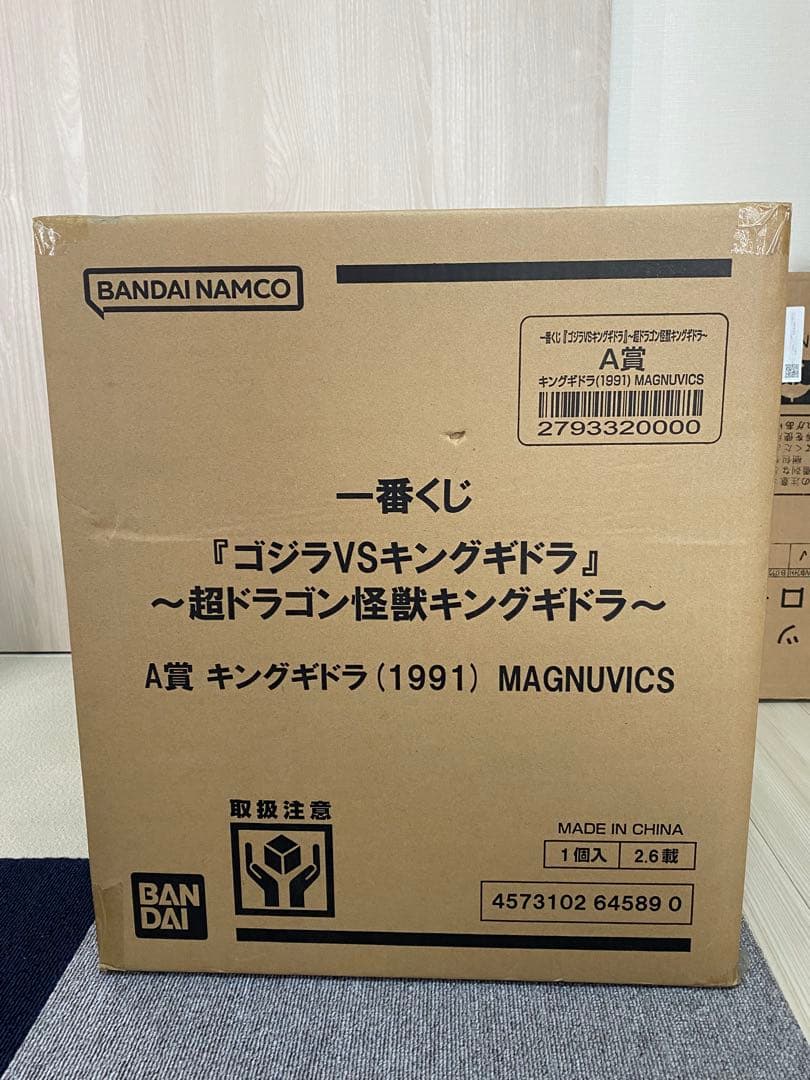 BANDAI NAMCO
一番くじ『ゴジラVSキングギドラ』~超ドラゴン怪獣キングギドラ~
A賞
キングギドラ(1991) MAGNUVICS
2793320000
一番くじ
『ゴジラVSキングギドラ』
~超ドラゴン怪獣キングギドラ~
A賞 キングギドラ(1991) MAGNUVICS
取扱注意
MADE IN CHINA
1個入 2.6載
4573102 64589 0
BAN
DAI